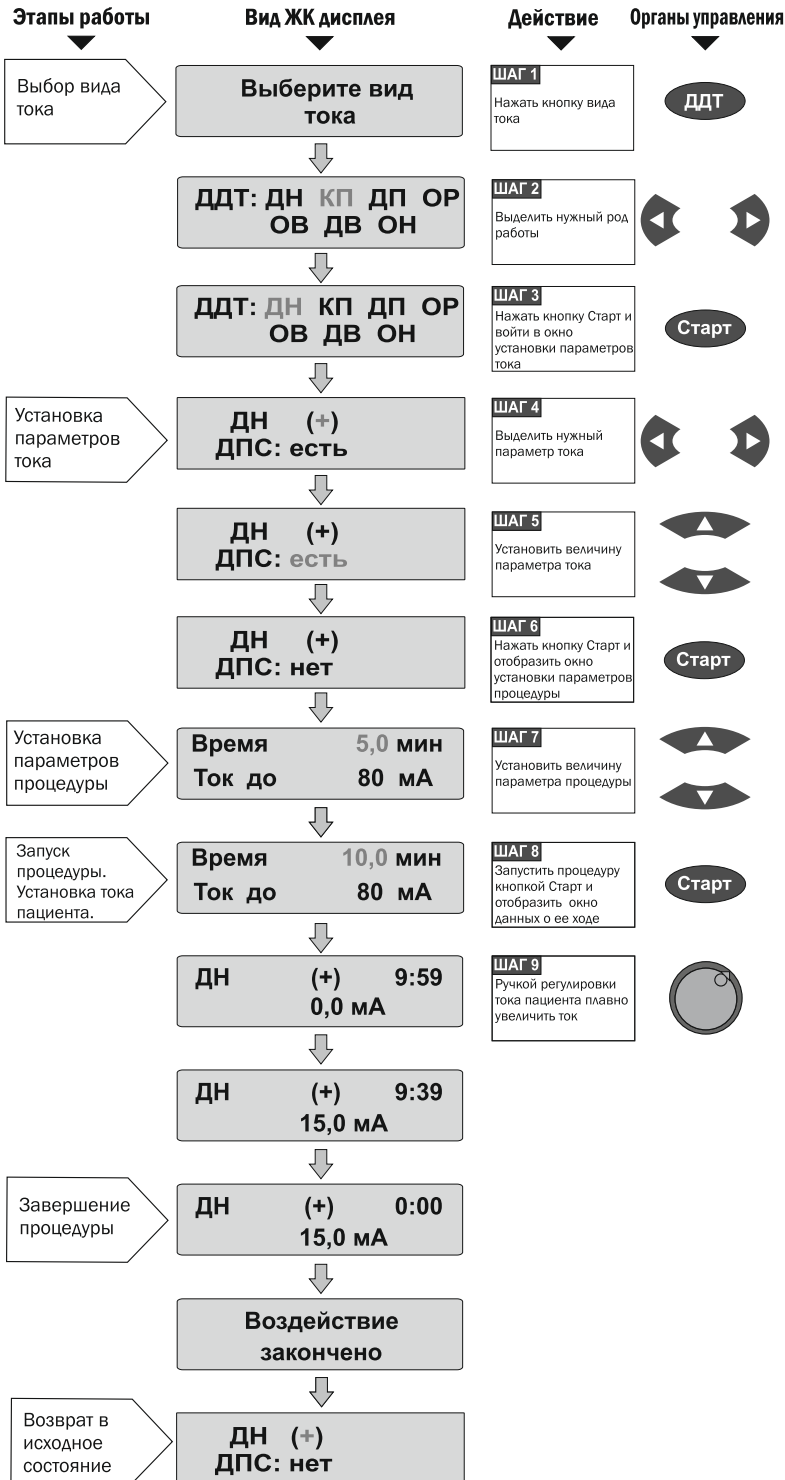 Этапы работы
Вид ЖК дисплея
Действие
Органы управления
Выбор вида
тока
Выберите вид
тока
ШАГ 1
Нажать кнопку вида
тока
ДДТ
ДДТ: ДН КП ДП ОР
ОВ ДВ ОН
ШАГ 2
Выделить нужный род
работы
ДДТ: ДН КП ДП ОР
ОВ ДВ ОН
ШАГ 3
Нажать кнопку Старт и
войти в окно
установки параметров
тока
Старт
Установка
параметров
тока
ДН (+)
ДПС: есть
ШАГ 4
Выделить нужный
параметр тока
ДН (+)
ДПС: есть
ШАГ 5
Установить величину
параметра тока
ДН (+)
ДПС: нет
ШАГ 6
Нажать кнопку Старт и
отобразить окно
установки параметров
процедуры
Старт
Установка
параметров
процедуры
Время 5,0 мин
Ток до 80 мА
ШАГ 7
Установить величину
параметра процедуры
Запуск
процедуры.
Установка тока
пациента.
Время 10,0 мин
Ток до 80 мА
ШАГ 8
Запустить процедуру
кнопкой Старт и
отобразить окно
данных о ее ходе
Старт
ДН (+) 9:59
0,0 мА
ШАГ 9
Ручкой регулировки
тока пациента плавно
увеличить ток
ДН (+) 9:39
15,0 мА
Завершение
процедуры
ДН (+) 0:00
15,0 мА
Воздействие
закончено
Возврат в
исходное
состояние
ДН (+)
ДПС: нет